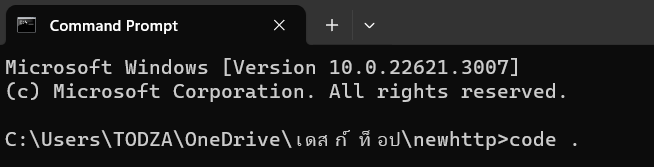 Command Prompt
Microsoft Windows [Version 10.0.22621.3007]
(c) Microsoft Corporation. All rights reserved.
C:\Users\TODZA\OneDrive\เดสก์ท็อป\newhttp>code .